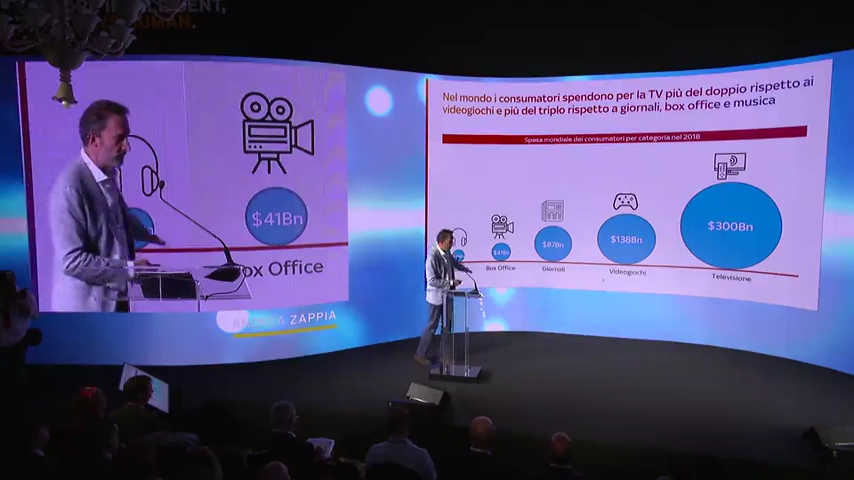 HUMAN.
$41Bn
Box Office
ZAPPIA
Nel mondo i consumatori spendono per la TV più del doppio rispetto ai
videogiochi e più del triplo rispetto a giornali, box office e musica
Spesa mondiale dei consumatori per categoria nel 2018
$41Bn
$87Bn
$138Bn
$300Bn
Box Office
Giornali
Videogiochi
Televisione